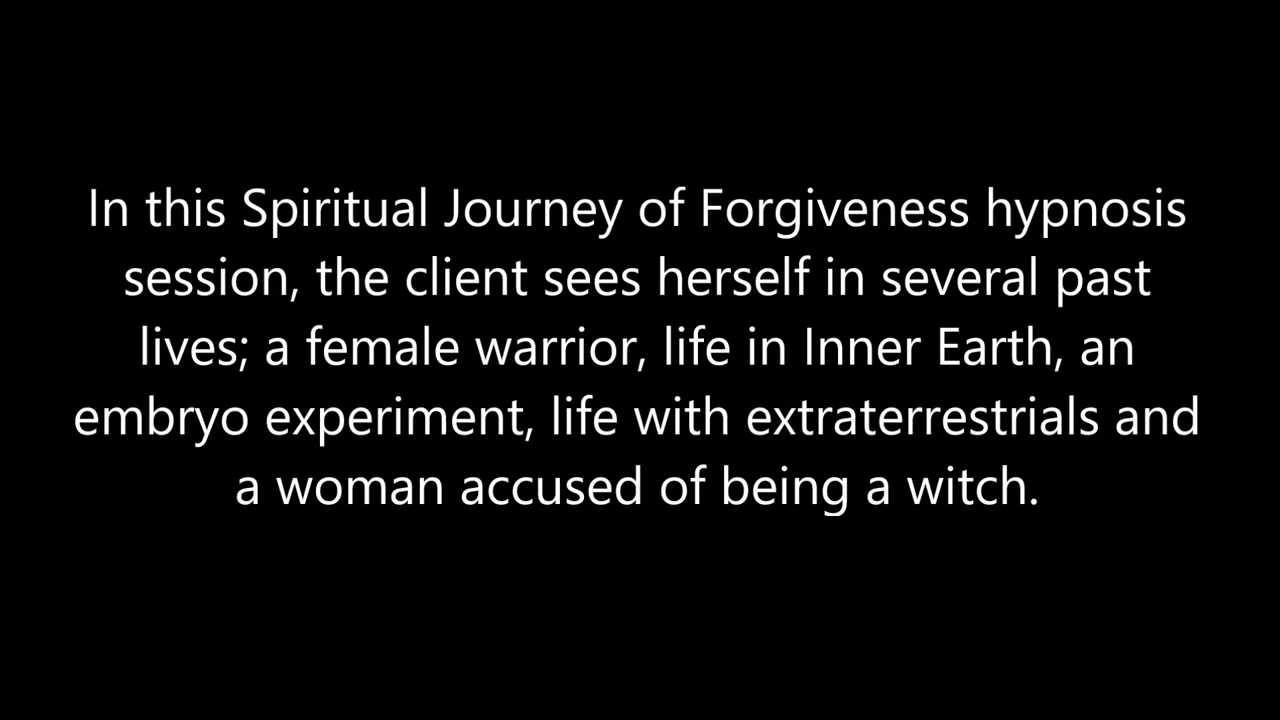 In this Spiritual Journey of Forgiveness hypnosis
session, the client sees herself in several past
lives; a female warrior, life in Inner Earth, an
embryo experiment, life with extraterrestrials and
a woman accused of being a witch.